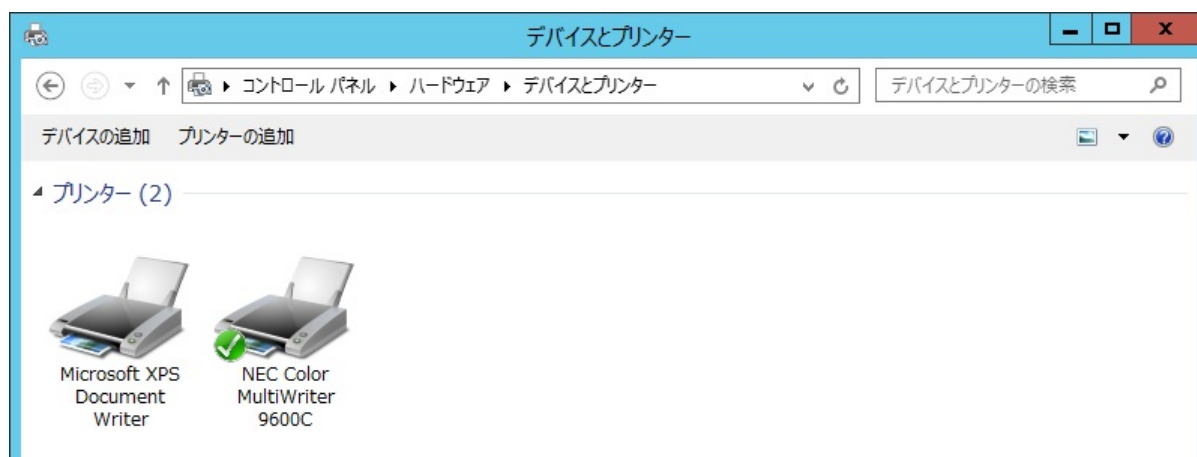 デバイスとプリンター
コントロール パネル ▸ ハードウェア ▸ デバイスとプリンター
デバイスとプリンターの検索
デバイスの追加 プリンターの追加
プリンター (2)
Microsoft XPS
Document
Writer
NEC Color
MultiWriter
9600C